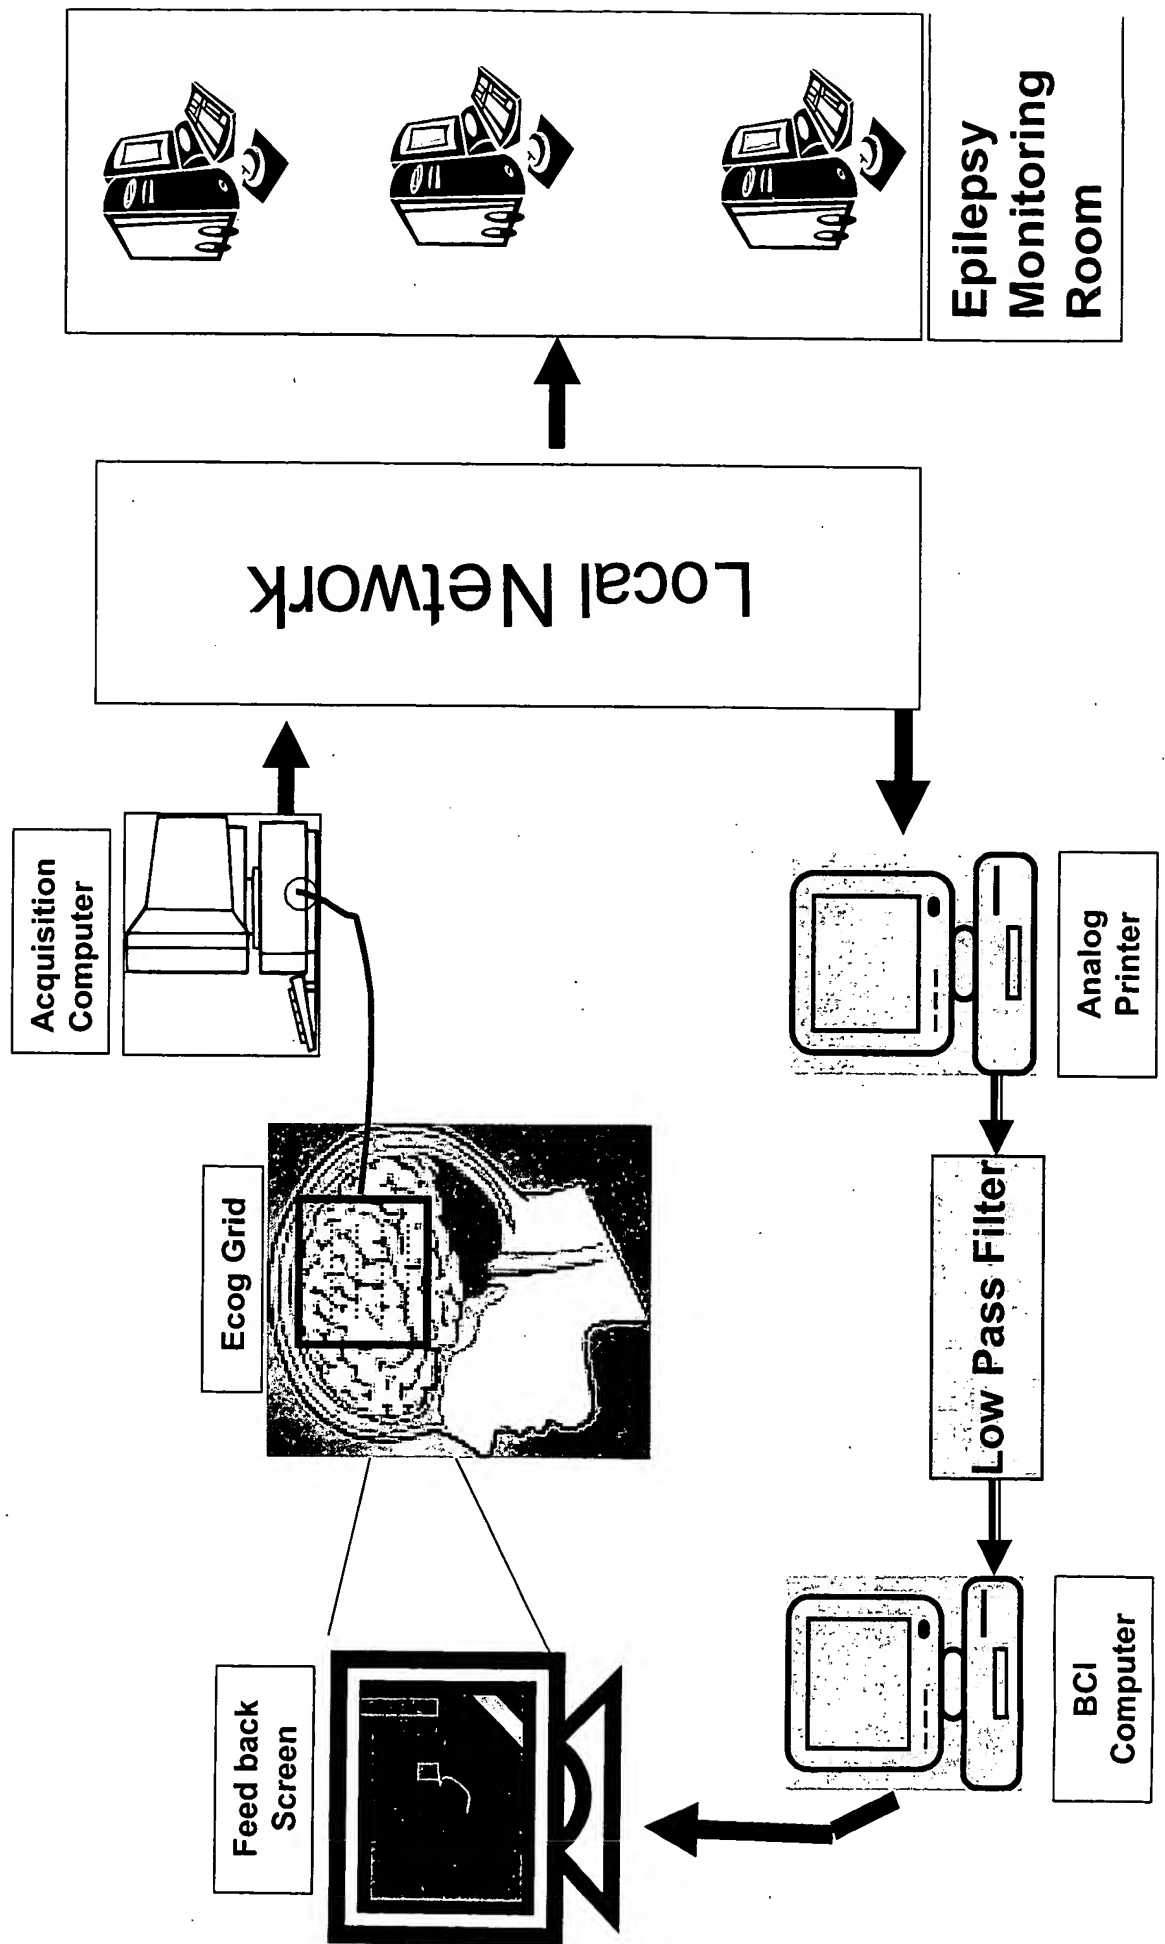 Feed back
Screen
Ecog Grid
Acquisition
Computer
Local Network
Epilepsy
Monitoring
Room
BCI
Computer
Low Pass Filter
Analog
Printer